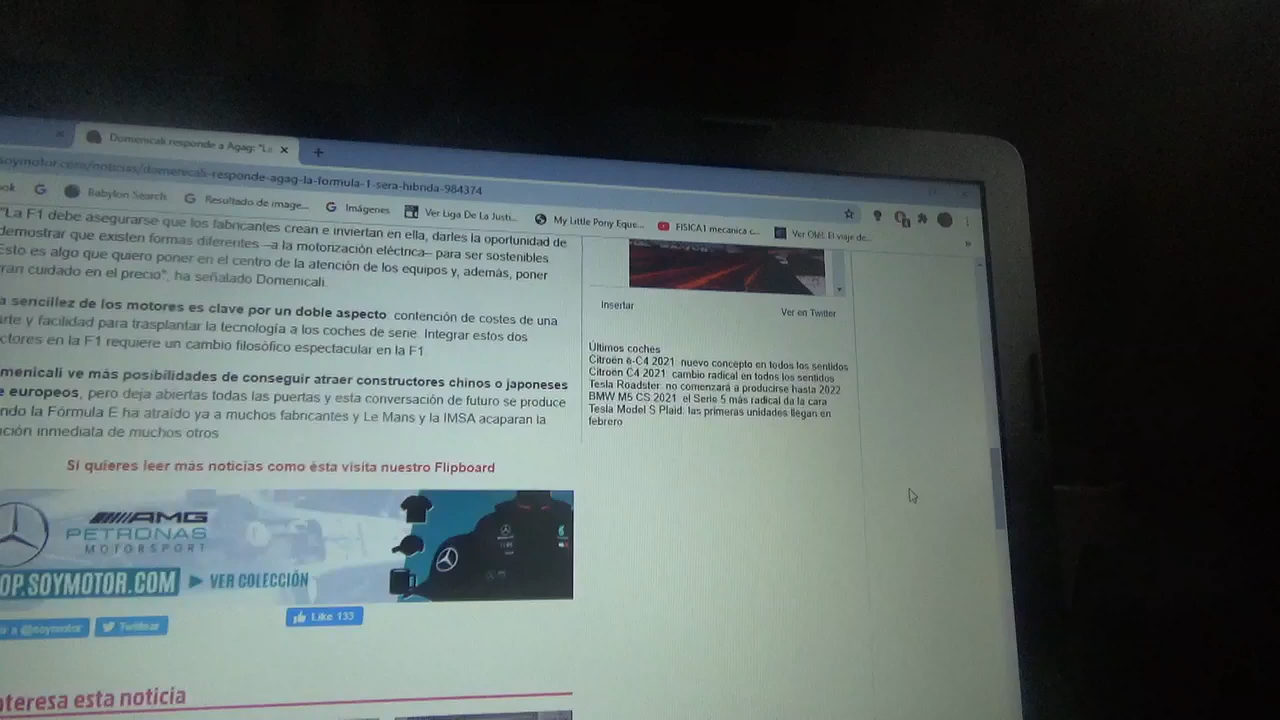 Domenicali responde a Agag: "La
soymotor.com/noticias/domenicali-responde-agag-la-formula-1-sera-hibrida-984374
ook
Babylon Search
Resultado de image...
Imágenes
Ver Liga De La Justi...
My Little Pony Eque...
FISICA1 mecanica c...
Ver Olé!: El viaje de...
"La F1 debe asegurarse que los fabricantes crean e inviertan en ella, darles la oportunidad de
demostrar que existen formas diferentes –a la motorización eléctrica– para ser sostenibles
Esto es algo que quiero poner en el centro de la atención de los equipos y, además, poner
ran cuidado en el precio", ha señalado Domenicali.
a sencillez de los motores es clave por un doble aspecto: contención de costes de una
arte y facilidad para trasplantar la tecnología a los coches de serie. Integrar estos dos
ctores en la F1 requiere un cambio filosófico espectacular en la F1
menicali ve más posibilidades de conseguir atraer constructores chinos o japoneses
e europeos, pero deja abiertas todas las puertas y esta conversación de futuro se produce
ndo la Fórmula E ha atraído ya a muchos fabricantes y Le Mans y la IMSA acaparan la
nción inmediata de muchos otros
Si quieres leer más noticias como ésta visita nuestro Flipboard
AMG
PETRONAS
MOTORSPORT
OP.SOYMOTOR.COM
VER COLECCIÓN
a @soymotor
Twittear
Like 133
nteresa esta noticia
Insertar
Ver en Twitter
Últimos coches
Citroën ë-C4 2021: nuevo concepto en todos los sentidos
Citroën C4 2021: cambio radical en todos los sentidos
Tesla Roadster: no comenzará a producirse hasta 2022
BMW M5 CS 2021: el Serie 5 más radical da la cara
Tesla Model S Plaid: las primeras unidades llegan en
febrero